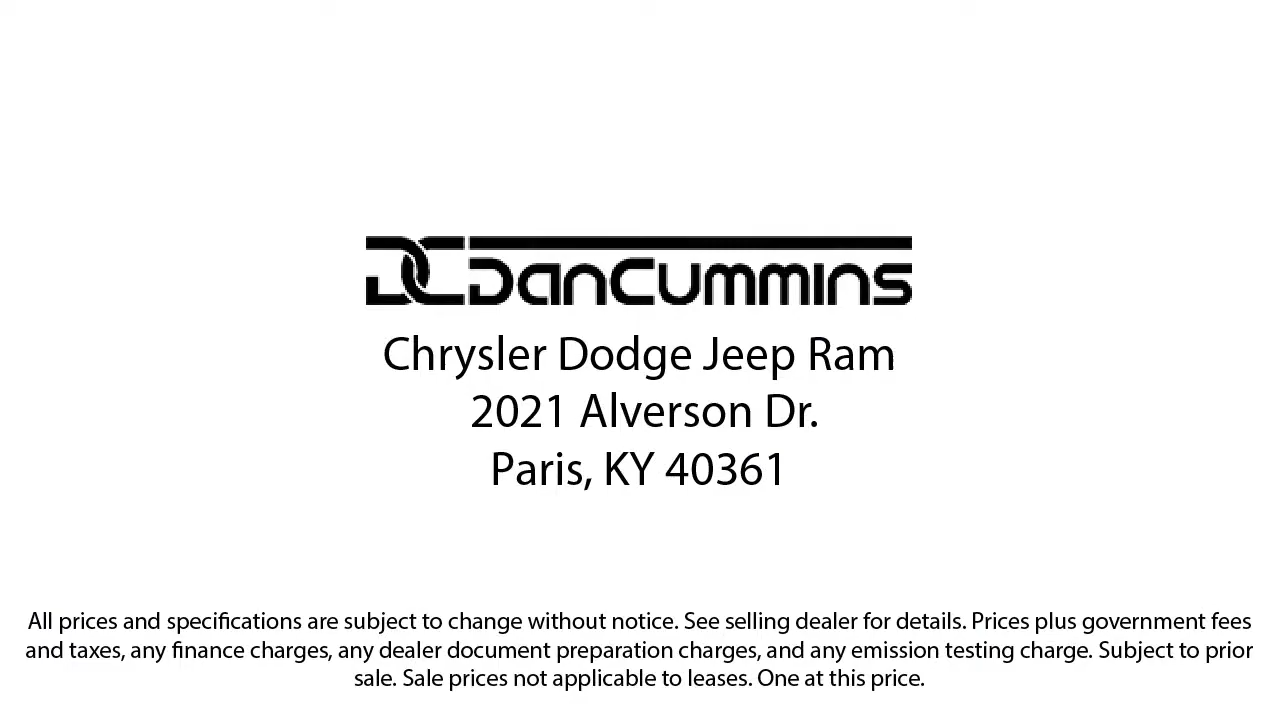 DC DanCummins
Chrysler Dodge Jeep Ram
2021 Alverson Dr.
Paris, KY 40361
All prices and specifications are subject to change without notice. See selling dealer for details. Prices plus government fees
and taxes, any finance charges, any dealer document preparation charges, and any emission testing charge. Subject to prior
sale. Sale prices not applicable to leases. One at this price.